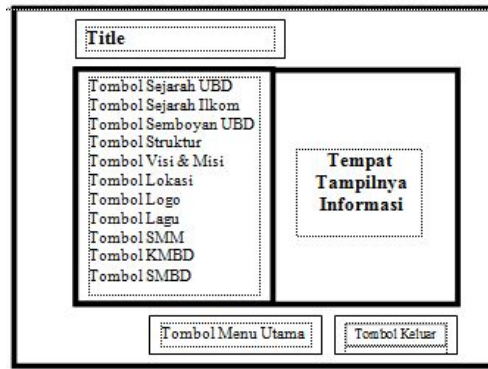 Title
Tombol Sejarah UBD
Tombol Sejarah Ilkom
Tombol Semboyan UBD
Tombol Struktur
Tombol Visi & Misi
Tombol Lokasi
Tombol Logo
Tombol Lagu
Tombol SMM
Tombol KMBD
Tombol SMBD
Tempat
Tampilnya
Informasi
Tombol Menu Utama
Tombol Keluar